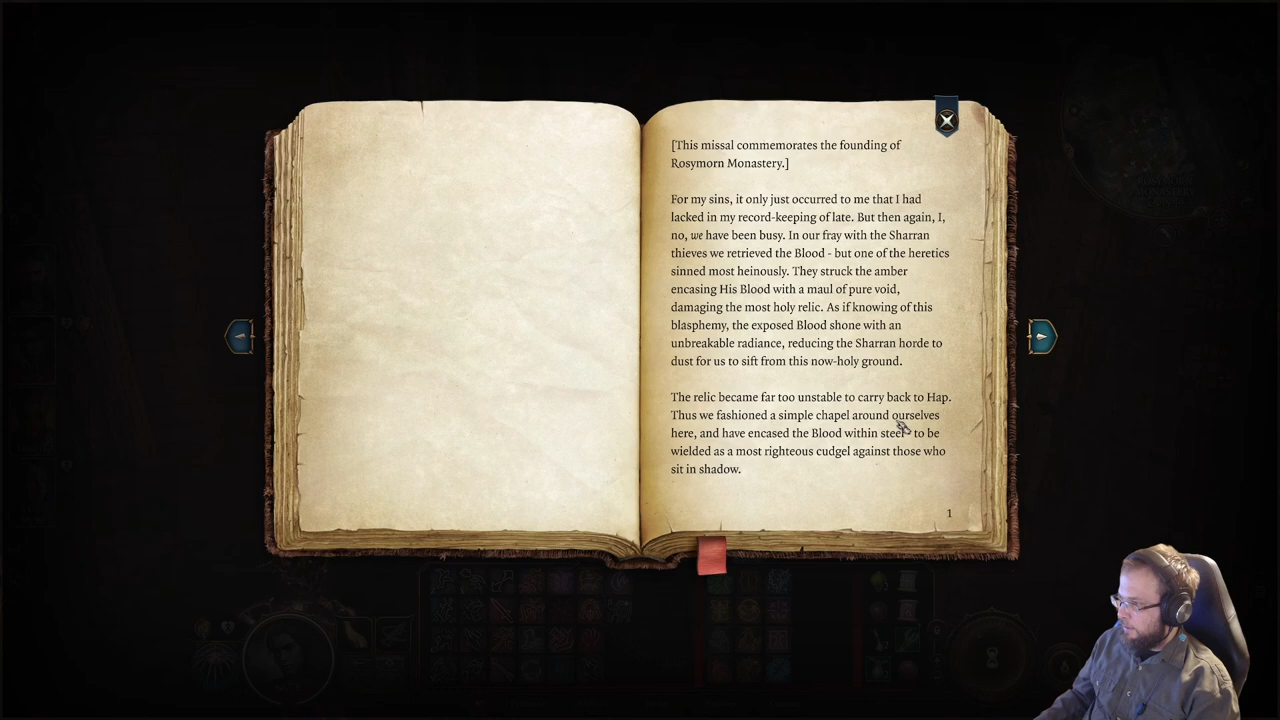 [This missal commemorates the founding of
Rosymorn Monastery.]
For my sins, it only just occurred to me that I had
lacked in my record-keeping of late. But then again, I,
no, we have been busy. In our fray with the Sharran
thieves we retrieved the Blood - but one of the heretics
sinned most heinously. They struck the amber
encasing His Blood with a maul of pure void,
damaging the most holy relic. As if knowing of this
blasphemy, the exposed Blood shone with an
unbreakable radiance, reducing the Sharran horde to
dust for us to sift from this now-holy ground.
The relic became far too unstable to carry back to Hap.
Thus we fashioned a simple chapel around ourselves
here, and have encased the Blood within steel - to be
wielded as a most righteous cudgel against those who
sit in shadow.
1